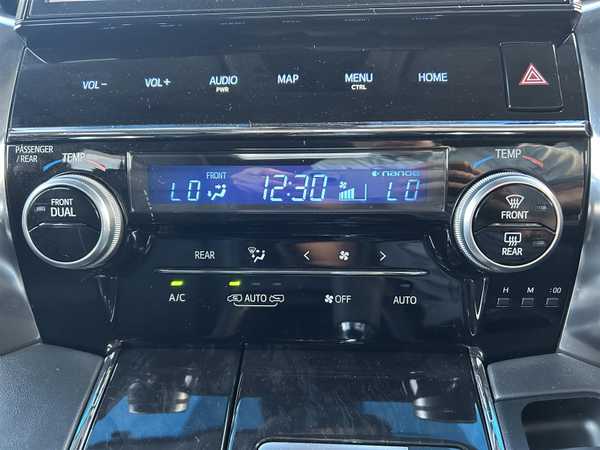 VOL− VOL+ AUDIO MAP MENU HOME
PWR CTRL
PASSENGER
/REAR
TEMP
FRONT
DUAL
FRONT
nanoe
LO 12:30 LO
TEMP
FRONT
REAR
REAR
A/C
AUTO
OFF
AUTO
H M :00